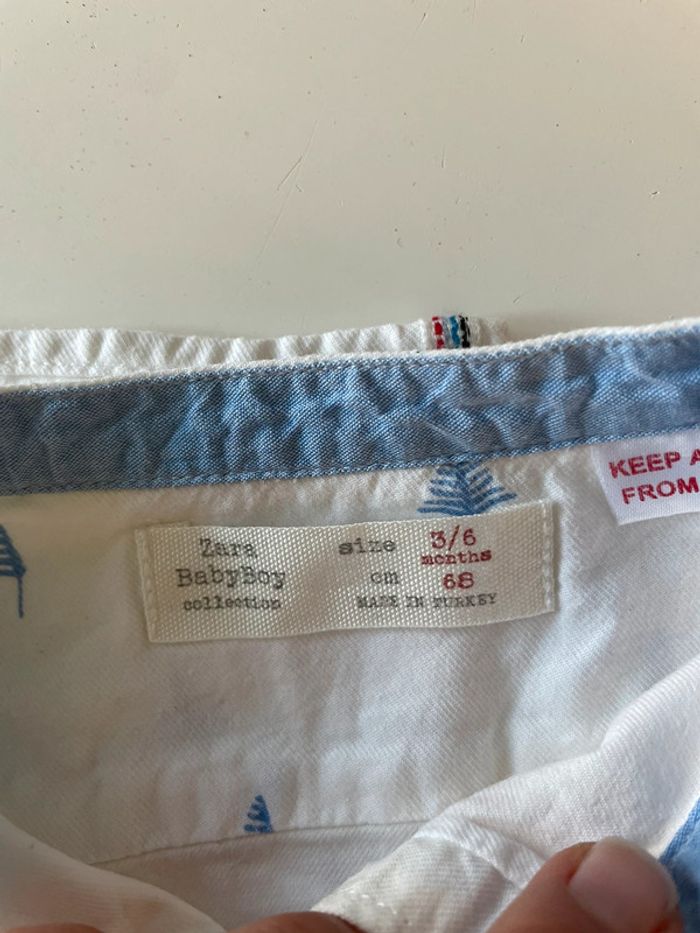 Zara
BabyBoy
collection
size 3/6
months
cm 68
MADE IN TURKEY
KEEP A
FROM